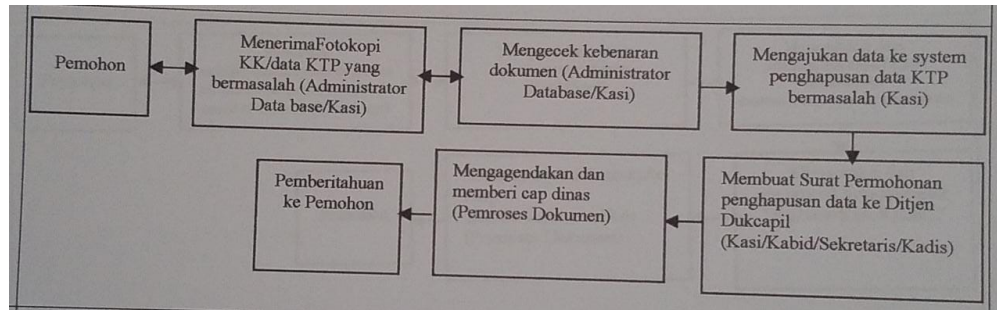 Pemohon
MenerimaFotokopi
KK/data KTP yang
bermasalah (Administrator
Data base/Kasi)
Mengecek kebenaran
dokumen (Administrator
Database/Kasi)
Mengajukan data ke system
penghapusan data KTP
bermasalah (Kasi)
Membuat Surat Permohonan
penghapusan data ke Ditjen
Dukcapil
(Kasi/Kabid/Sekretaris/Kadis)
Mengagendakan dan
memberi cap dinas
(Pemroses Dokumen)
Pemberitahuan
ke Pemohon